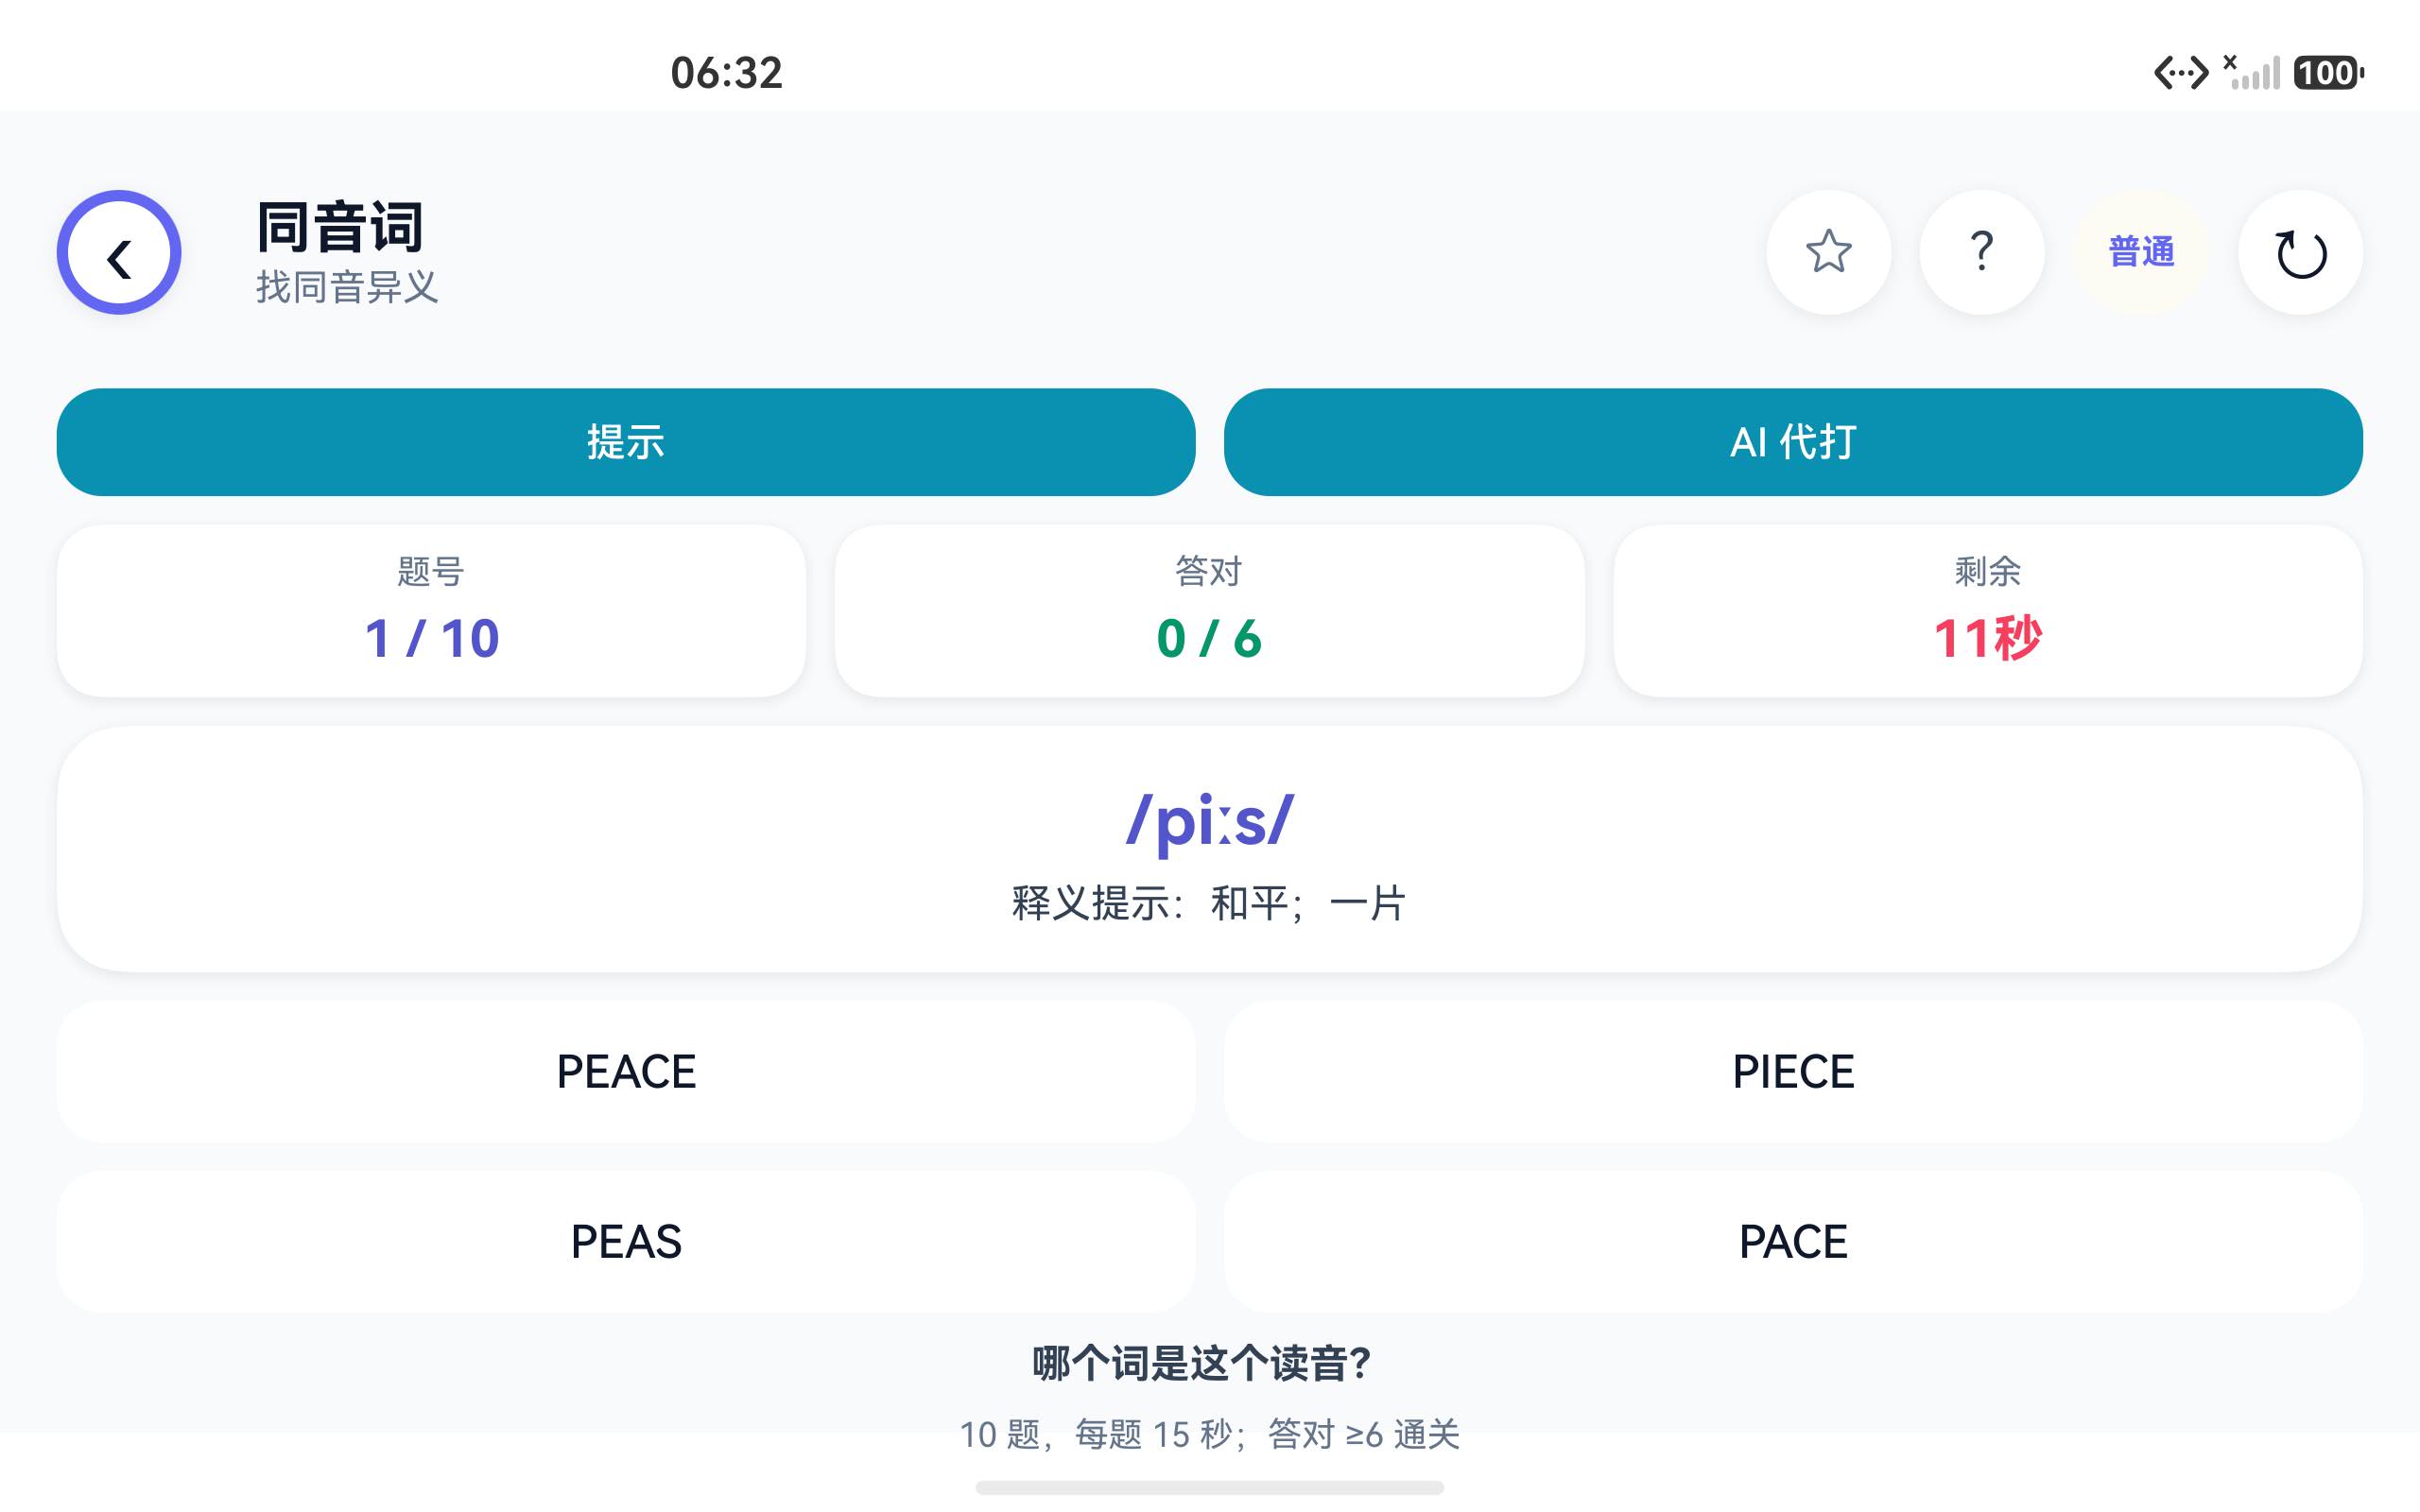 06:32
100
同音词
找同音异义
?
普通
提示
AI 代打
题号
答对
剩余
1 / 10
0 / 6
11秒
/piːs/
释义提示：和平；一片
PEACE
PIECE
PEAS
PACE
哪个词是这个读音？
10 题，每题 15 秒；答对 ≥6 通关